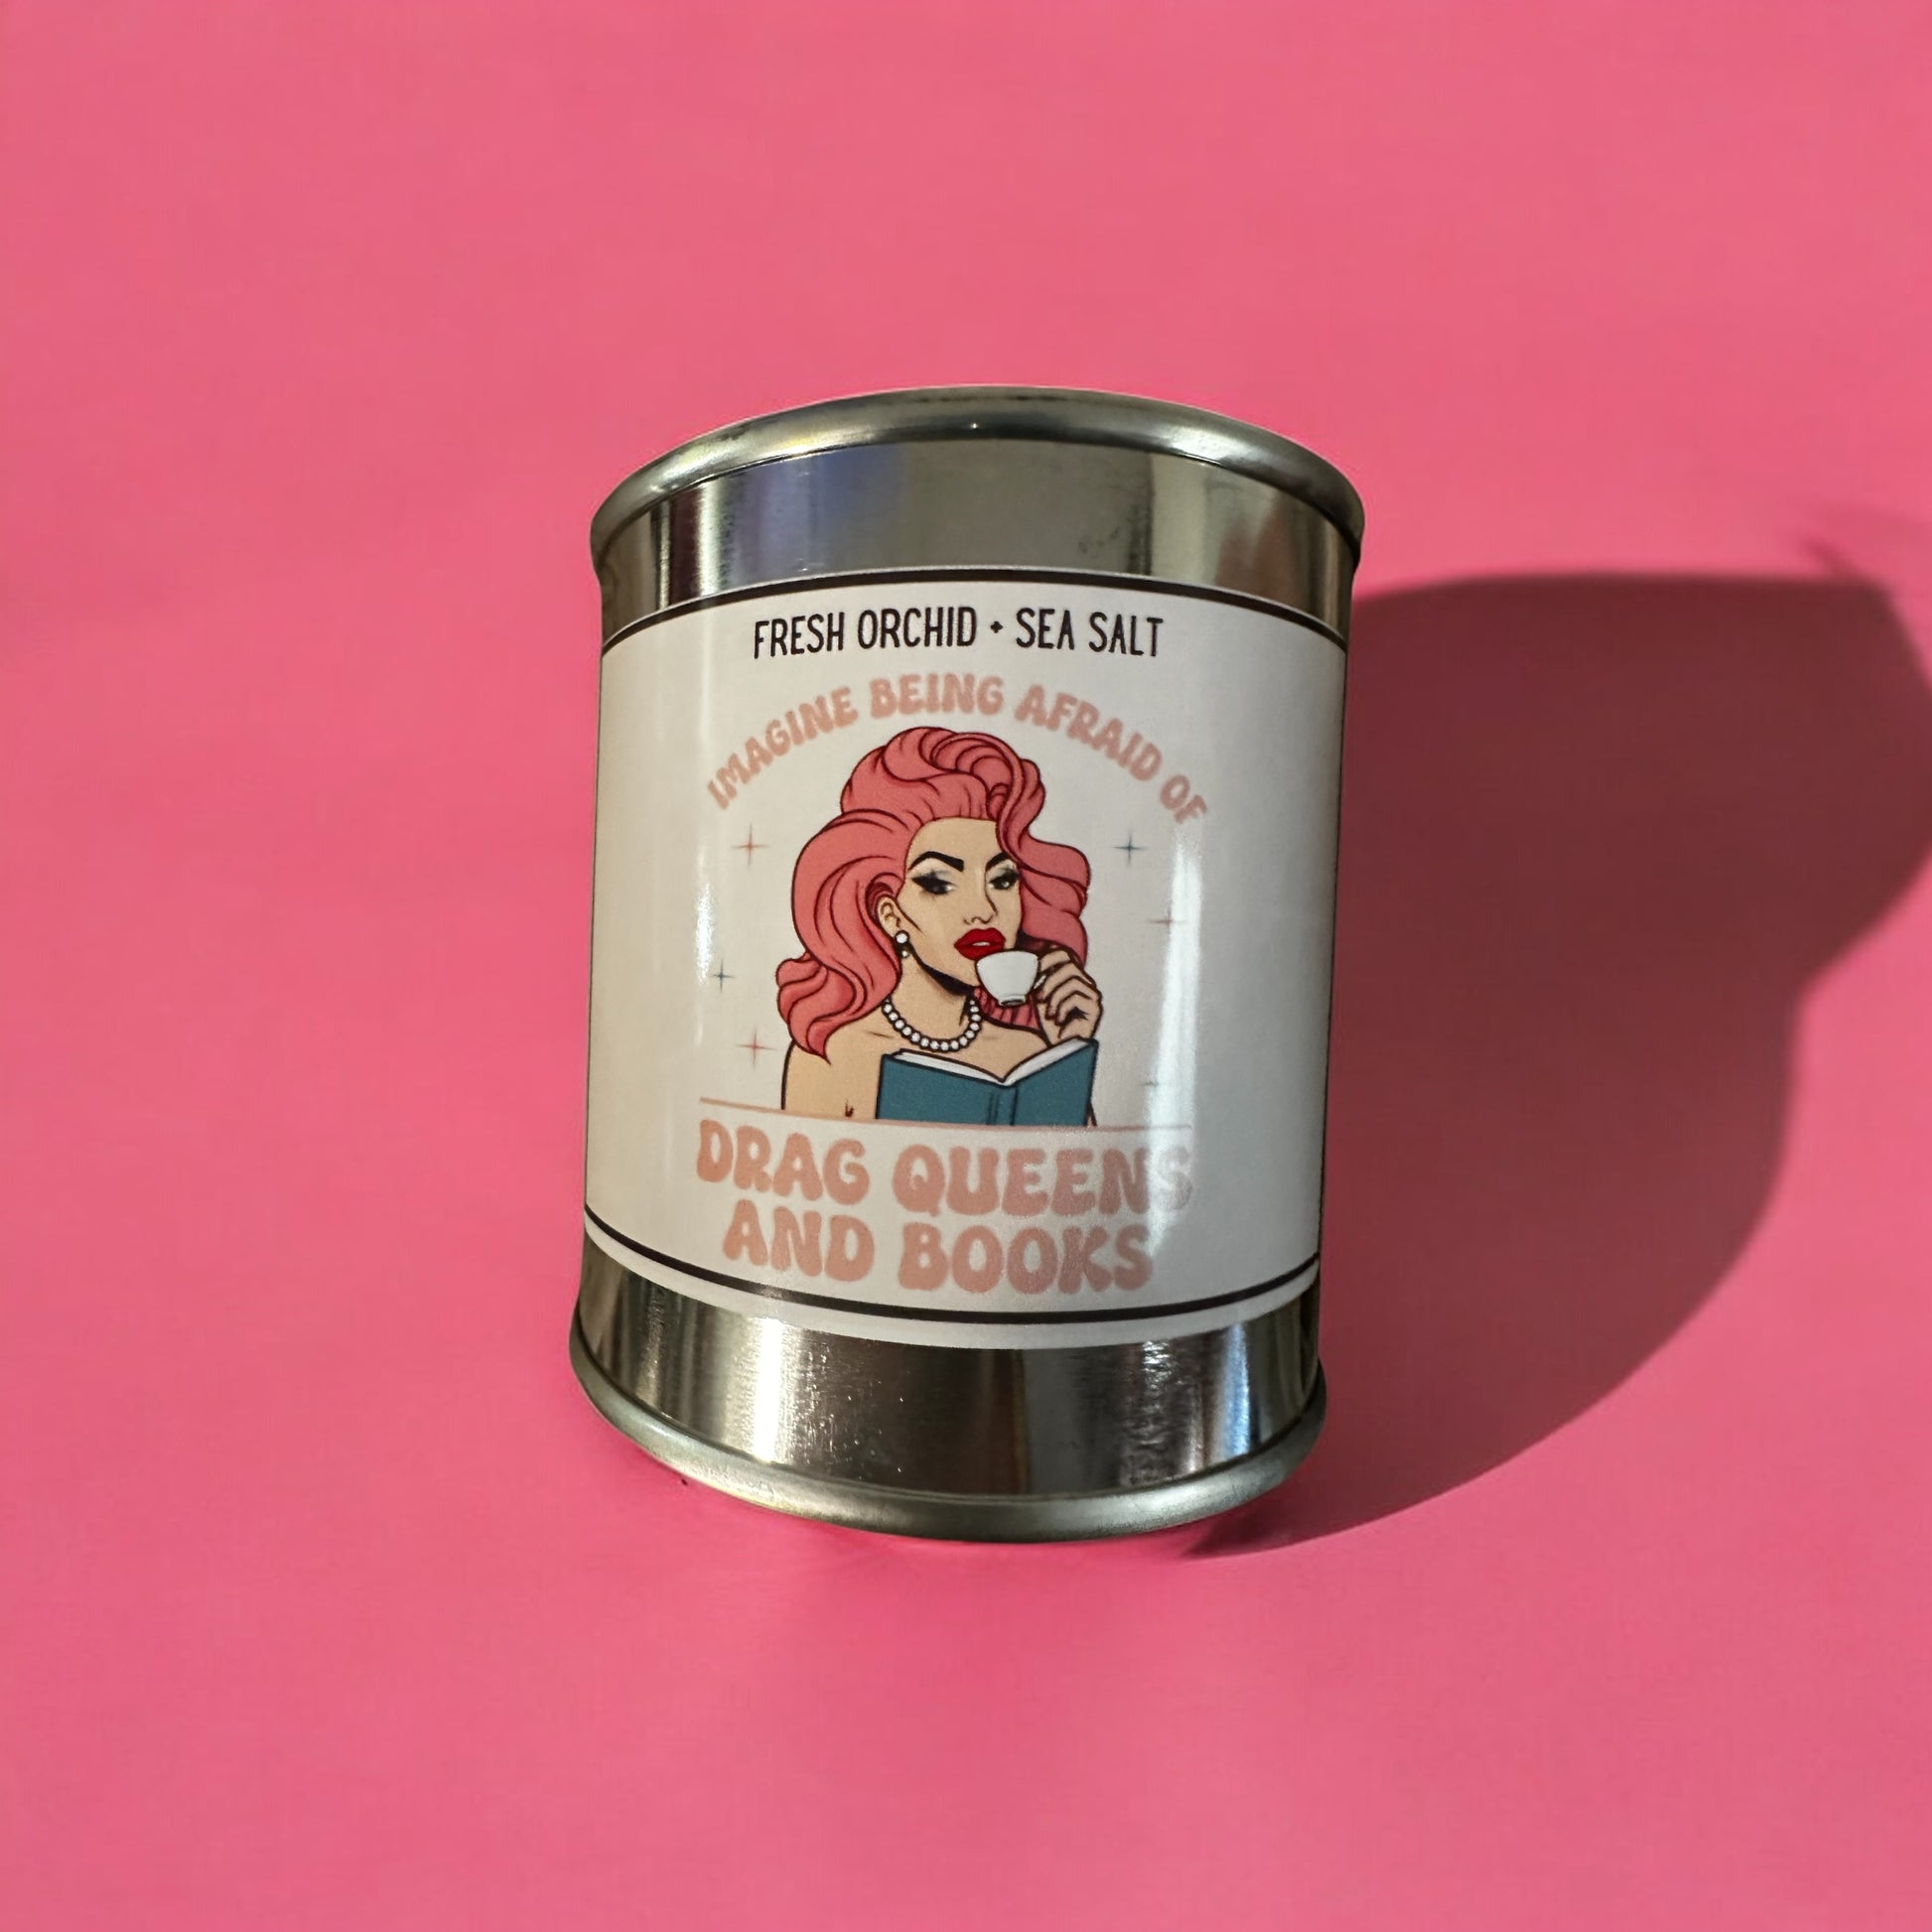 FRESH ORCHID • SEA SALT
IMAGINE BEING AFRAID OF
DRAG QUEENS
AND BOOKS